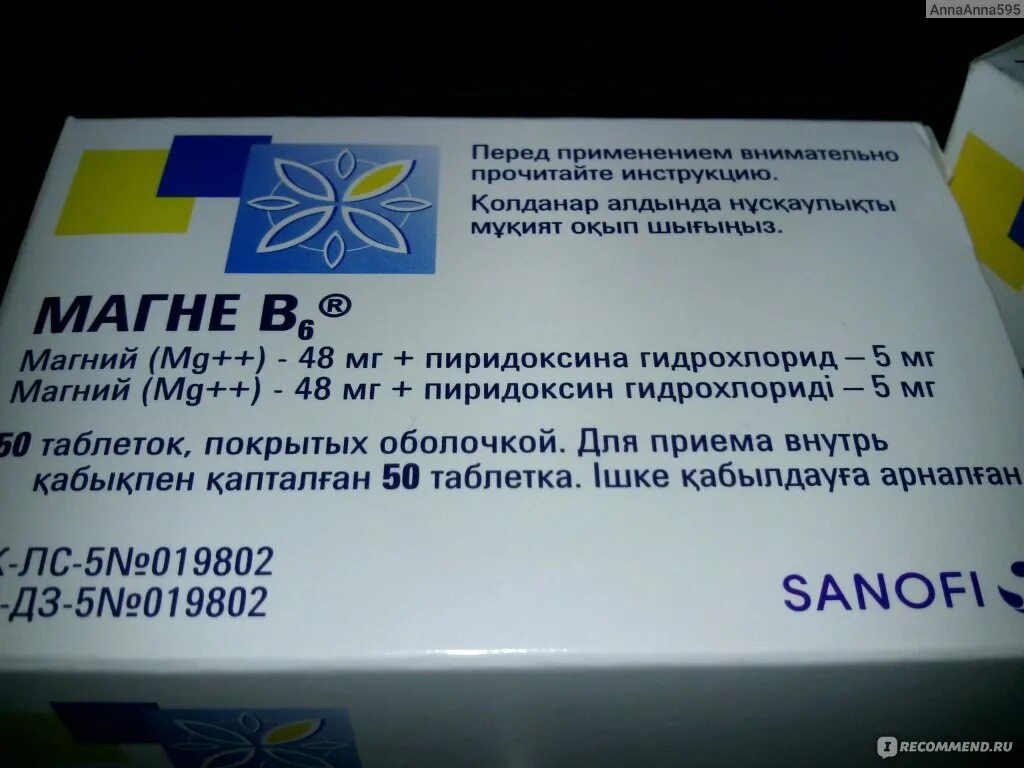 AnnaAnna595
Перед применением внимательно
прочитайте инструкцию.
Қолданар алдында нұсқаулықты
мұқият оқып шығыңыз.
МАГНЕ В6®
Магний (Mg++) - 48 мг + пиридоксина гидрохлорид – 5 мг
Магний (Mg++) - 48 мг + пиридоксин гидрохлориді – 5 мг
50 таблеток, покрытых оболочкой. Для приема внутрь
қабықпен қапталған 50 таблетка. Ішке қабылдауға арналған
К-ЛС-5№019802
-ДЗ-5№019802
SANOFI
IRECOMMEND.RU